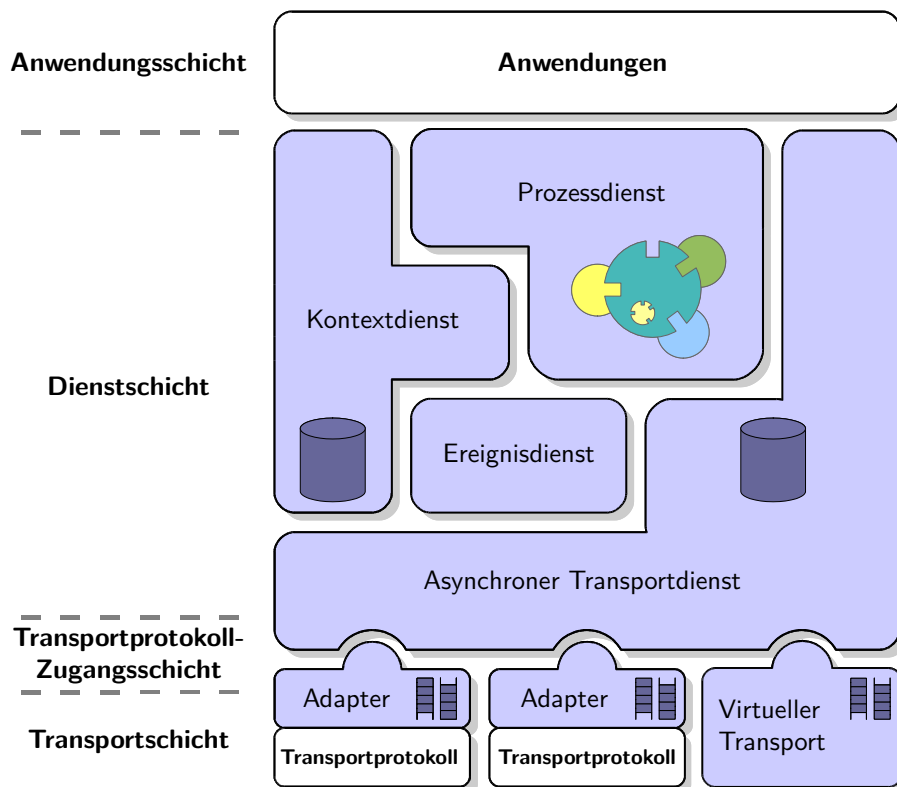 Anwendungsschicht
Anwendungen
Prozessdienst
Kontextdienst
Dienstschicht
Ereignisdienst
Asynchroner Transportdienst
Transportprotokoll-
Zugangsschicht
Adapter
Adapter
Virtueller
Transport
Transportschicht
Transportprotokoll
Transportprotokoll